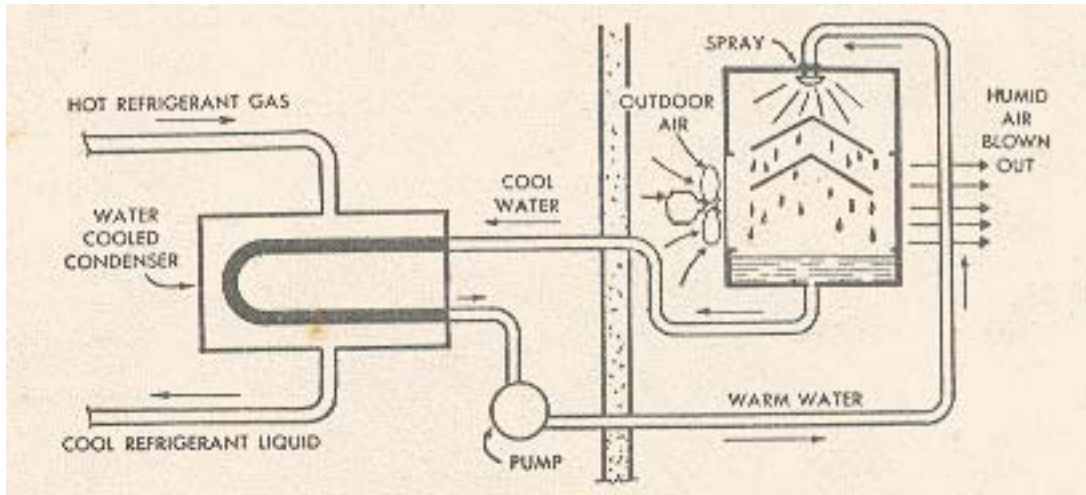 SPRAY
HOT REFRIGERANT GAS
OUTDOOR
AIR
HUMID
AIR
BLOWN
OUT
COOL
WATER
WATER
COOLED
CONDENSER
WARM WATER
COOL REFRIGERANT LIQUID
PUMP